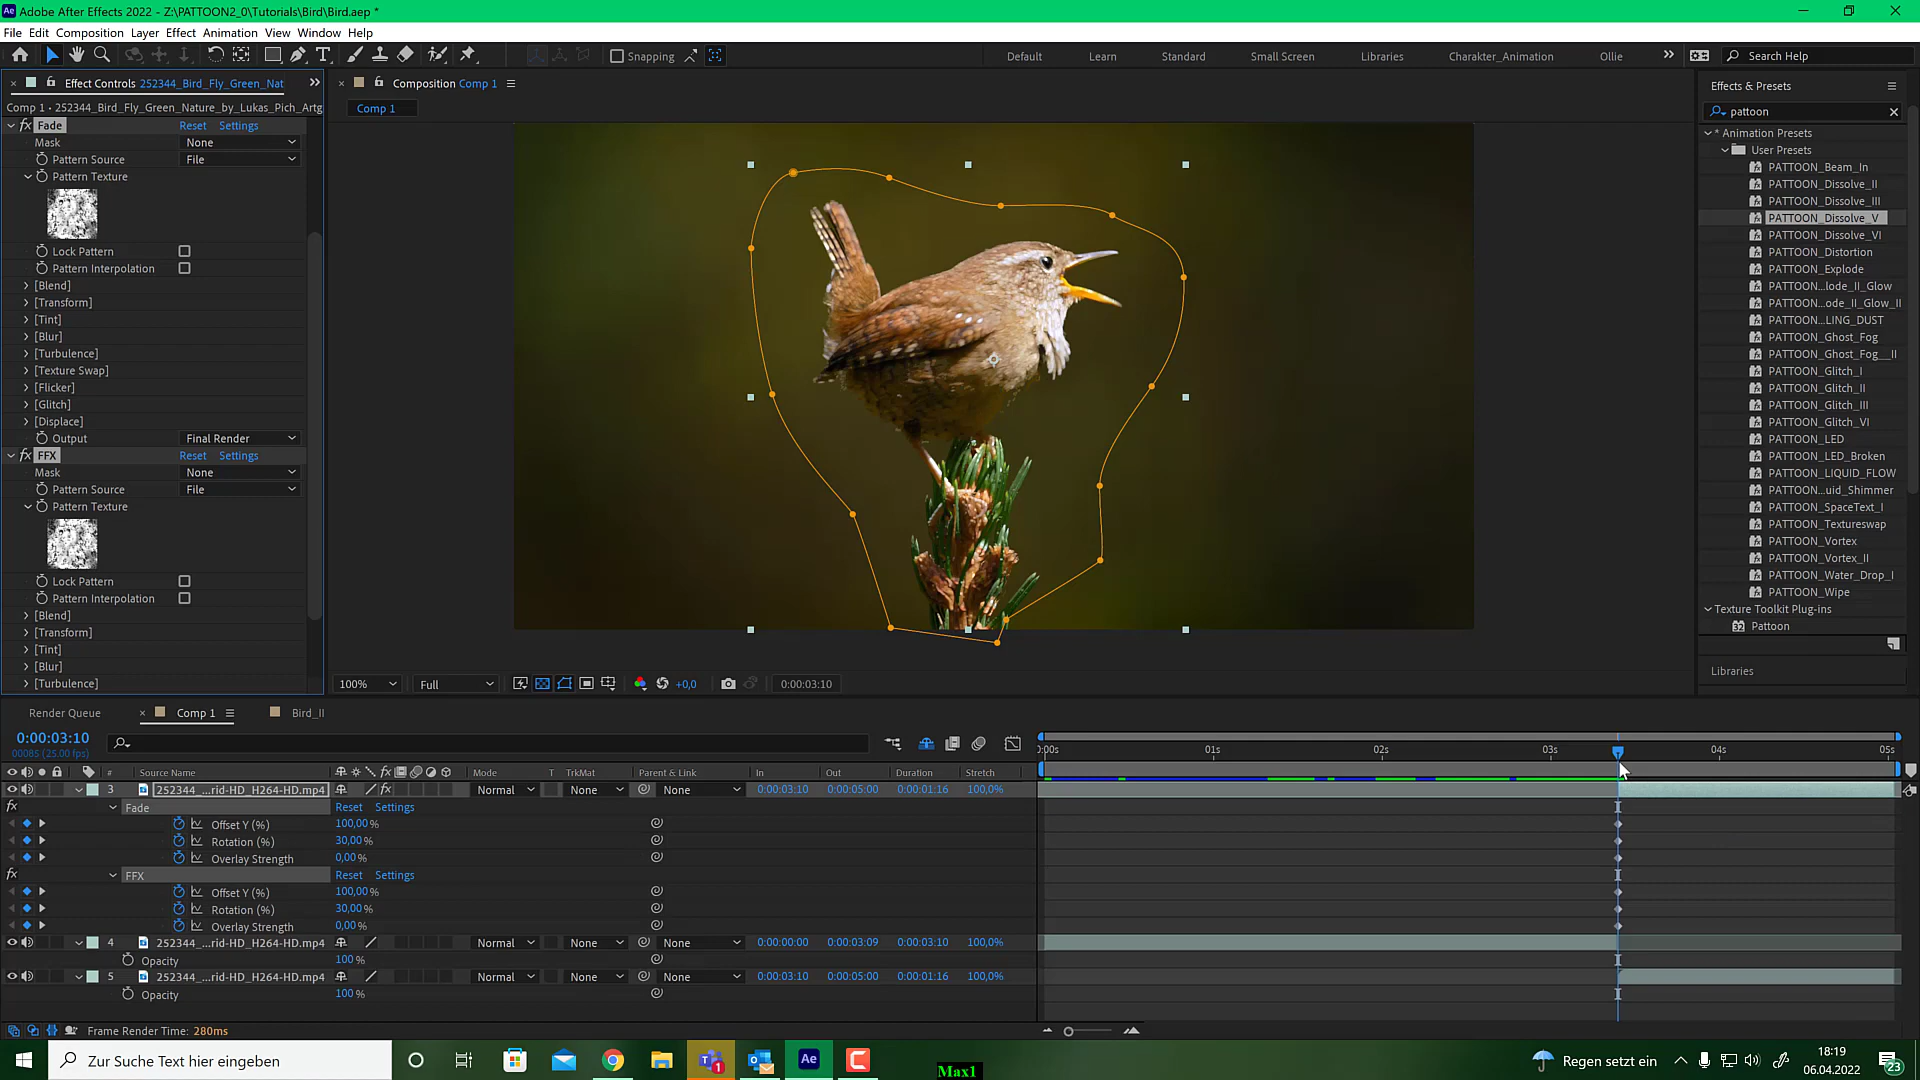 Adobe After Effects 2022 - Z:\PATTOON2_0\Tutorials\Bird\Bird.aep *
File Edit Composition Layer Effect Animation View Window Help
Snapping
Default Learn Standard Small Screen Libraries Charakter_Animation Ollie
Search Help
Effect Controls 252344_Bird_Fly_Green_Nat
Comp 1 • 252344_Bird_Fly_Green_Nature_by_Lukas_Pich_Artg
fx Fade Reset Settings
Mask None
Pattern Source File
Pattern Texture
Lock Pattern
Pattern Interpolation
[Blend]
[Transform]
[Tint]
[Blur]
[Turbulence]
[Texture Swap]
[Flicker]
[Glitch]
[Displace]
Output Final Render
fx FFX Reset Settings
Mask None
Pattern Source File
Pattern Texture
Lock Pattern
Pattern Interpolation
[Blend]
[Transform]
[Tint]
[Blur]
[Turbulence]
Composition Comp 1
Comp 1
100% Full +0,0 0:00:03:10
Effects & Presets
pattoon
* Animation Presets
User Presets
PATTOON_Beam_In
PATTOON_Dissolve_II
PATTOON_Dissolve_III
PATTOON_Dissolve_V
PATTOON_Dissolve_VI
PATTOON_Distortion
PATTOON_Explode
PATTOON...lode_II_Glow
PATTOON...ode_II_Glow_II
PATTOON...LING_DUST
PATTOON_Ghost_Fog
PATTOON_Ghost_Fog__II
PATTOON_Glitch_I
PATTOON_Glitch_II
PATTOON_Glitch_III
PATTOON_Glitch_VI
PATTOON_LED
PATTOON_LED_Broken
PATTOON_LIQUID_FLOW
PATTOON...uid_Shimmer
PATTOON_SpaceText_I
PATTOON_Textureswap
PATTOON_Vortex
PATTOON_Vortex_II
PATTOON_Water_Drop_I
PATTOON_Wipe
Texture Toolkit Plug-ins
32 Pattoon
Libraries
Render Queue Comp 1 Bird_II
0:00:03:10
00085 (25.00 fps)
:00s 01s 02s 03s 04s 05s
# Source Name fx Mode T TrkMat Parent & Link In Out Duration Stretch
3 252344_...rid-HD_H264-HD.mp4 fx Normal None None 0:00:03:10 0:00:05:00 0:00:01:16 100,0%
fx Fade Reset Settings
Offset Y (%) 100,00 %
Rotation (%) 30,00 %
Overlay Strength 0,00 %
fx FFX Reset Settings
Offset Y (%) 100,00 %
Rotation (%) 30,00 %
Overlay Strength 0,00 %
4 252344_...rid-HD_H264-HD.mp4 Normal None None 0:00:00:00 0:00:03:09 0:00:03:10 100,0%
Opacity 100 %
5 252344_...rid-HD_H264-HD.mp4 Normal None None 0:00:03:10 0:00:05:00 0:00:01:16 100,0%
Opacity 100 %
Frame Render Time: 280ms
Zur Suche Text hier eingeben
1
Ae
Max1
Regen setzt ein
18:19
06.04.2022
23